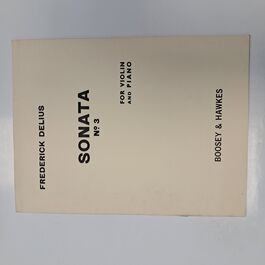 FREDERICK DELIUS
SONATA
Nº 3
FOR VIOLIN
AND PIANO
BOOSEY & HAWKES